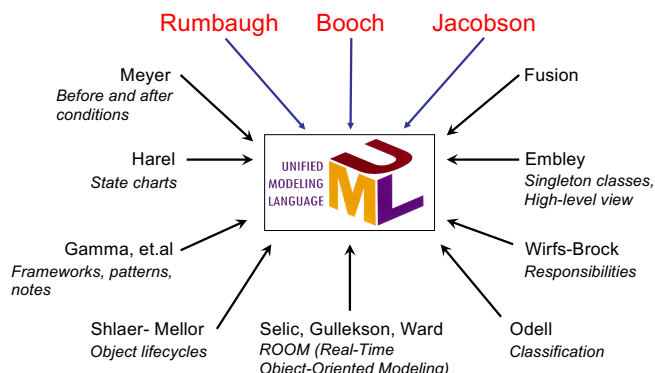 Rumbaugh Booch Jacobson
Meyer
Before and after
conditions
Fusion
Harel
State charts
UNIFIED
MODELING
LANGUAGE
UML
Embley
Singleton classes,
High-level view
Gamma, et.al
Frameworks, patterns,
notes
Wirfs-Brock
Responsibilities
Shlaer- Mellor
Object lifecycles
Selic, Gullekson, Ward
ROOM (Real-Time
Object-Oriented Modeling)
Odell
Classification